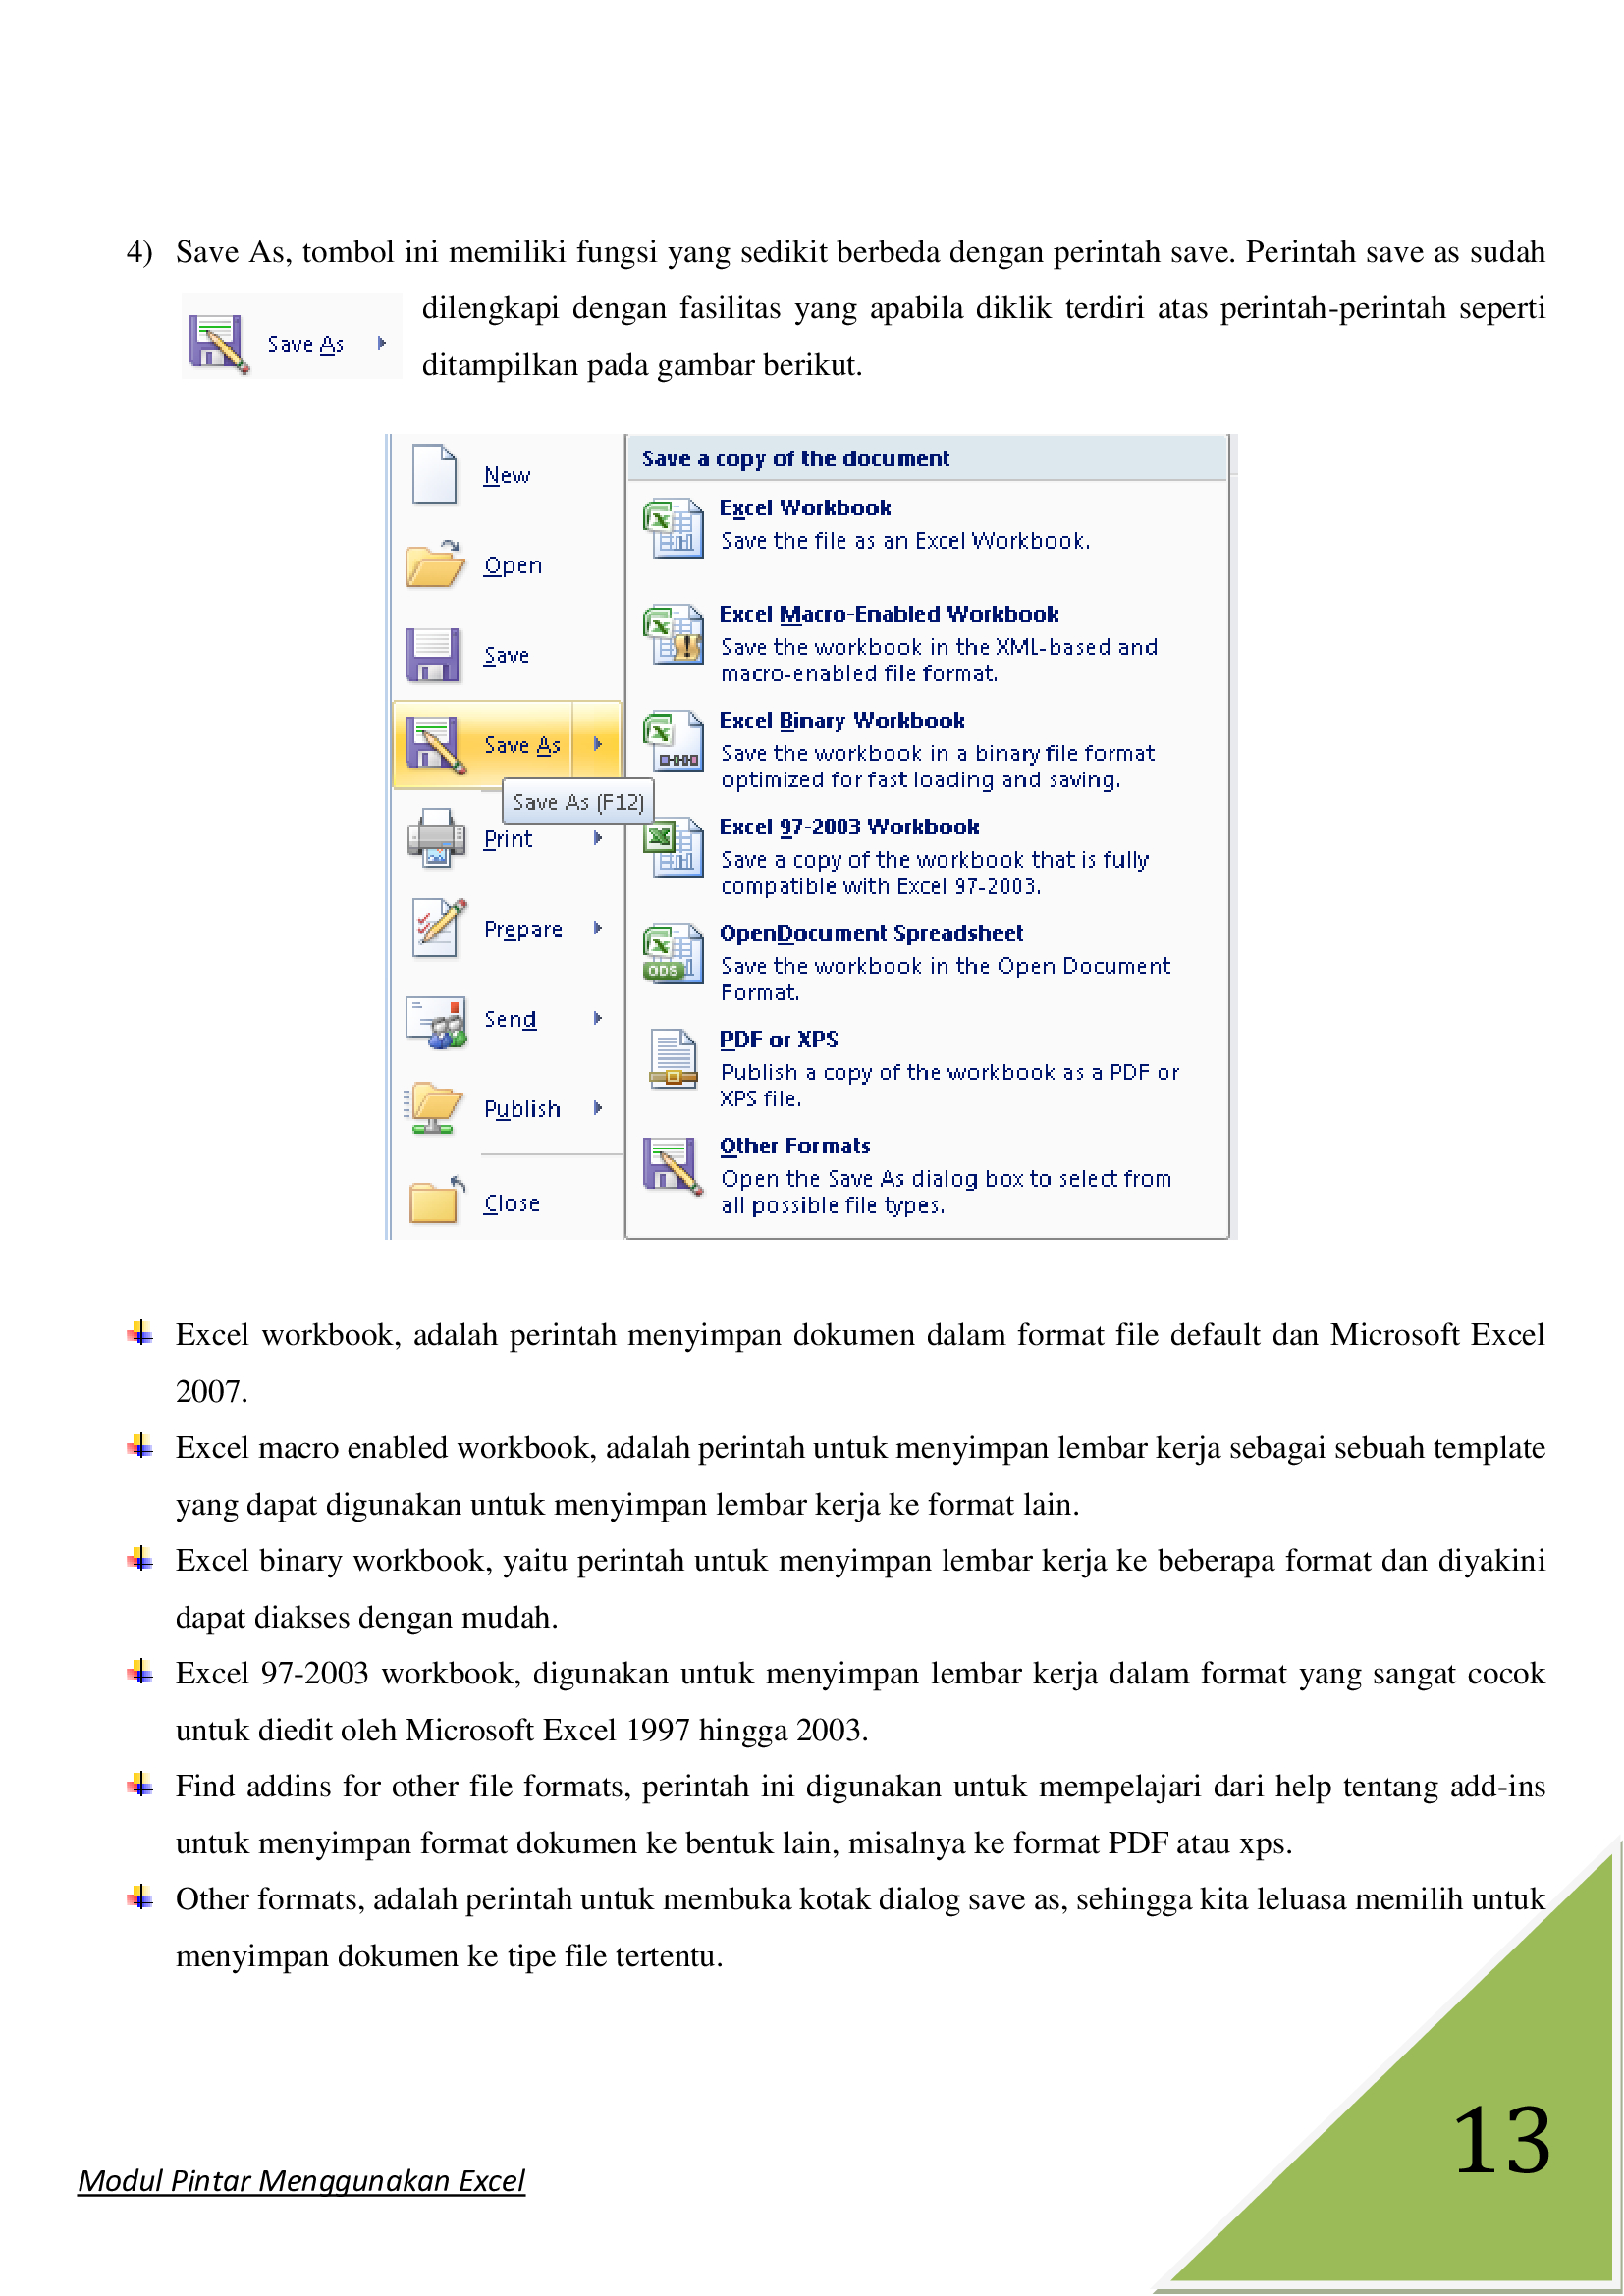 4) Save As, tombol ini memiliki fungsi yang sedikit berbeda dengan perintah save. Perintah save as sudah
dilengkapi dengan fasilitas yang apabila diklik terdiri atas perintah-perintah seperti
Save As
ditampilkan pada gambar berikut.
New
Open
Save
Save As
Save As (F12)
Print
Prepare
Send
Publish
Close
Save a copy of the document
Excel Workbook
Save the file as an Excel Workbook.
Excel Macro-Enabled Workbook
Save the workbook in the XML-based and
macro-enabled file format.
Excel Binary Workbook
Save the workbook in a binary file format
optimized for fast loading and saving.
Excel 97-2003 Workbook
Save a copy of the workbook that is fully
compatible with Excel 97-2003.
OpenDocument Spreadsheet
ODS
Save the workbook in the Open Document
Format.
PDF or XPS
Publish a copy of the workbook as a PDF or
XPS file.
Other Formats
Open the Save As dialog box to select from
all possible file types.
Excel workbook, adalah perintah menyimpan dokumen dalam format file default dan Microsoft Excel
2007.
Excel macro enabled workbook, adalah perintah untuk menyimpan lembar kerja sebagai sebuah template
yang dapat digunakan untuk menyimpan lembar kerja ke format lain.
Excel binary workbook, yaitu perintah untuk menyimpan lembar kerja ke beberapa format dan diyakini
dapat diakses dengan mudah.
Excel 97-2003 workbook, digunakan untuk menyimpan lembar kerja dalam format yang sangat cocok
untuk diedit oleh Microsoft Excel 1997 hingga 2003.
Find addins for other file formats, perintah ini digunakan untuk mempelajari dari help tentang add-ins
untuk menyimpan format dokumen ke bentuk lain, misalnya ke format PDF atau xps.
Other formats, adalah perintah untuk membuka kotak dialog save as, sehingga kita leluasa memilih untuk
menyimpan dokumen ke tipe file tertentu.
13
Modul Pintar Menggunakan Excel